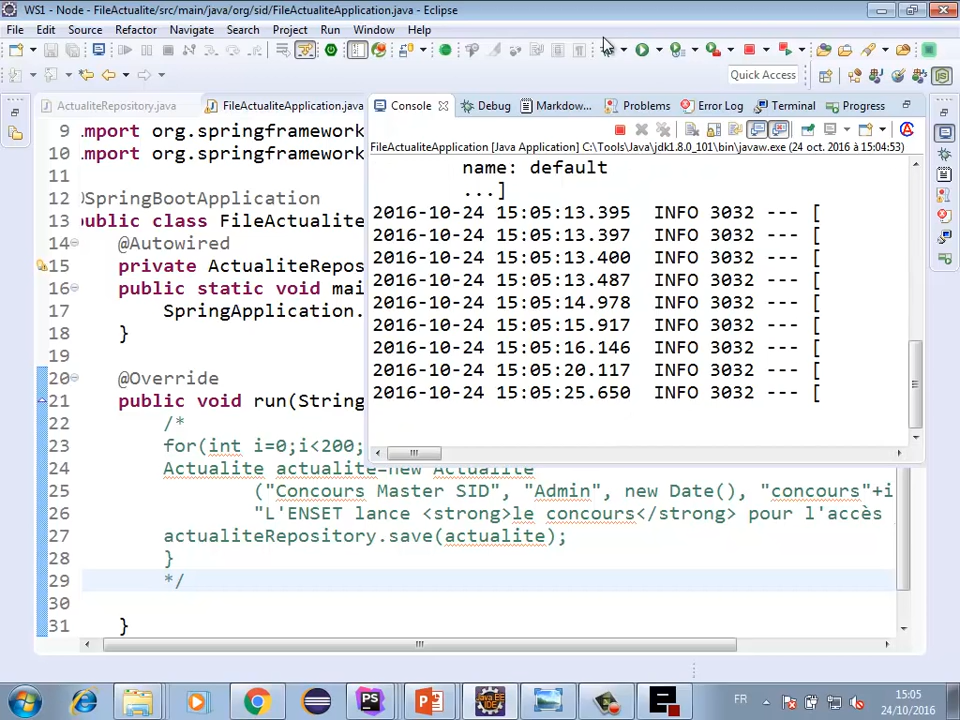 WS1 - FileActualite/src/main/java/org/sid/FileActualiteApplication.java - Eclipse
File Edit Source Refactor Navigate Search Project Run Window Help
Quick Access
ActualiteRepository.java
FileActualiteApplication.java
Console
Debug
Markdow...
Problems
Error Log
Terminal
Progress
FileActualiteApplication [Java Application] C:\Tools\Java\jdk1.8.0_101\bin\javaw.exe (24 oct. 2016 à 15:04:53)
name: default
...]
2016-10-24 15:05:13.395 INFO 3032 --- [
2016-10-24 15:05:13.397 INFO 3032 --- [
2016-10-24 15:05:13.400 INFO 3032 --- [
2016-10-24 15:05:13.487 INFO 3032 --- [
2016-10-24 15:05:14.978 INFO 3032 --- [
2016-10-24 15:05:15.917 INFO 3032 --- [
2016-10-24 15:05:16.146 INFO 3032 --- [
2016-10-24 15:05:20.117 INFO 3032 --- [
2016-10-24 15:05:25.650 INFO 3032 --- [
9 .mport org.springframework
10 .mport org.springframework
11
12 SpringBootApplication
13 public class FileActualite
14 @Autowired
15 private ActualiteRepos
16 public static void mai
17 SpringApplication.
18 }
19
20 @Override
21 public void run(String
22 /*
23 for(int i=0;i<200;
24 Actualite actualite=new Actualite
25 ("Concours Master SID", "Admin", new Date(), "concours"+i
26 "L'ENSET lance <strong>le concours</strong> pour l'accès
27 actualiteRepository.save(actualite);
28 }
29 */
30
31 }
FR
15:05
24/10/2016